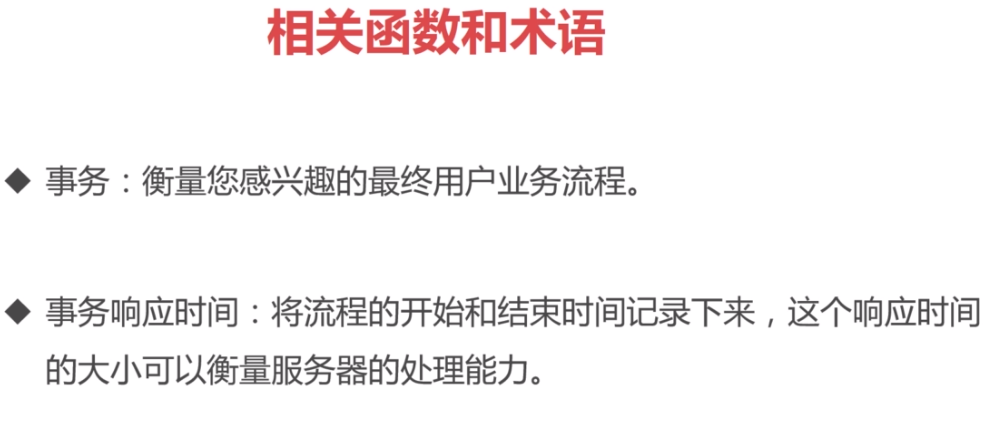 相关函数和术语
◆ 事务：衡量您感兴趣的最终用户业务流程。
◆ 事务响应时间：将流程的开始和结束时间记录下来，这个响应时间
的大小可以衡量服务器的处理能力。